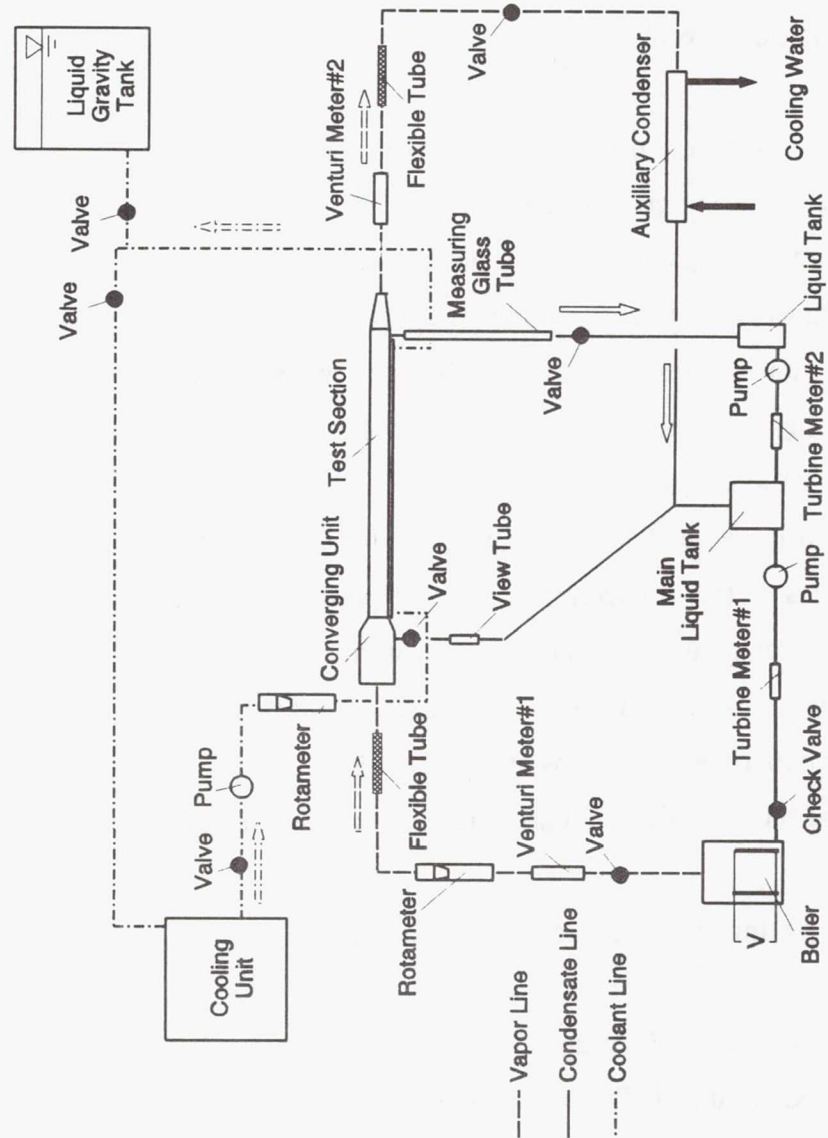 Liquid
Gravity
Tank
Valve
Valve
Cooling
Unit
Valve
Pump
Rotameter
Converging Unit
Test Section
Venturi Meter#2
Flexible Tube
Valve
Flexible Tube
Valve
View Tube
Measuring
Glass
Tube
Valve
Auxiliary Condenser
Cooling Water
Rotameter
Venturi Meter#1
Valve
Main
Liquid Tank
Pump
Liquid Tank
V
Boiler
Check Valve
Turbine Meter#1
Pump
Turbine Meter#2
Vapor Line
Condensate Line
Coolant Line